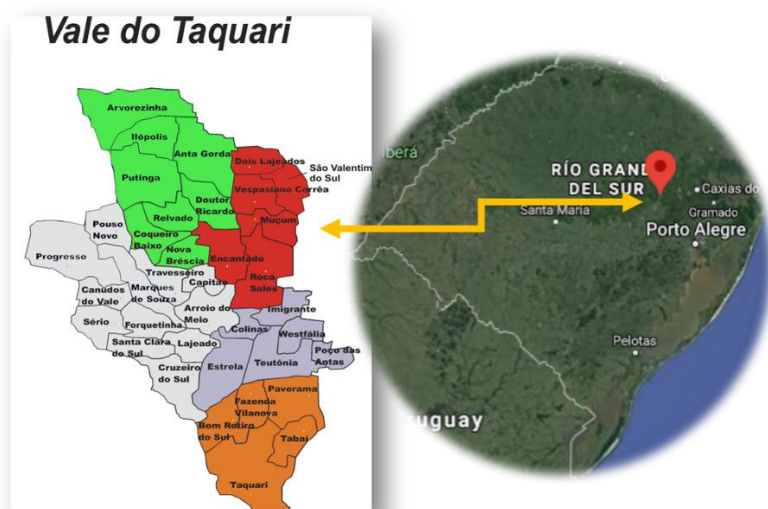 Vale do Taquari
Arvorezinha
Ilópolis
Anta Gorda
Putinga
Dois Lajeados
São Valentim
do Sul
Vespasiano Corrêa
Doutor
Ricardo
Relvado
Muçum
Coqueiro
Baixo
Nova
Bréscia
Encantado
Pouso
Novo
Progresso
Travesseiro
Capitão
Roca
Sales
Canudos
do Vale
Marques
de Souza
Arroio do
Meio
Imigrante
Sério
Forquetinha
Colinas
Westfália
Santa Clara
do Sul
Lajeado
Poço das
Antas
Cruzeiro
do Sul
Estrela
Teutônia
Paverama
Fazenda
Vilanova
Bom Retiro
do Sul
Tabaí
Taquari
iberá
RÍO GRAND
DEL SUR
Caxias do
Santa Maria
Gramado
Porto Alegre
Pelotas
uguay